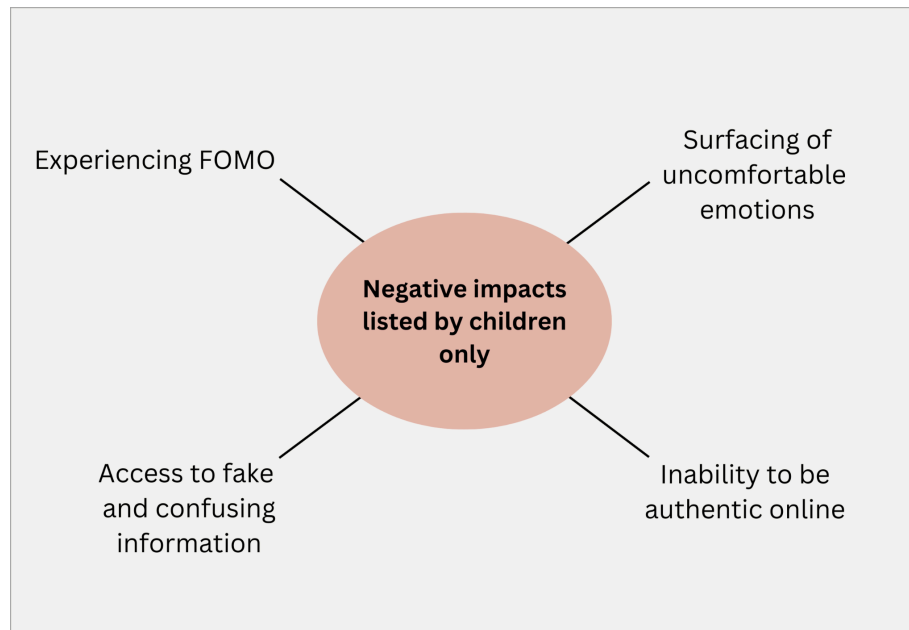 Experiencing FOMO
Surfacing of
uncomfortable
emotions
Negative impacts
listed by children
only
Access to fake
and confusing
information
Inability to be
authentic online